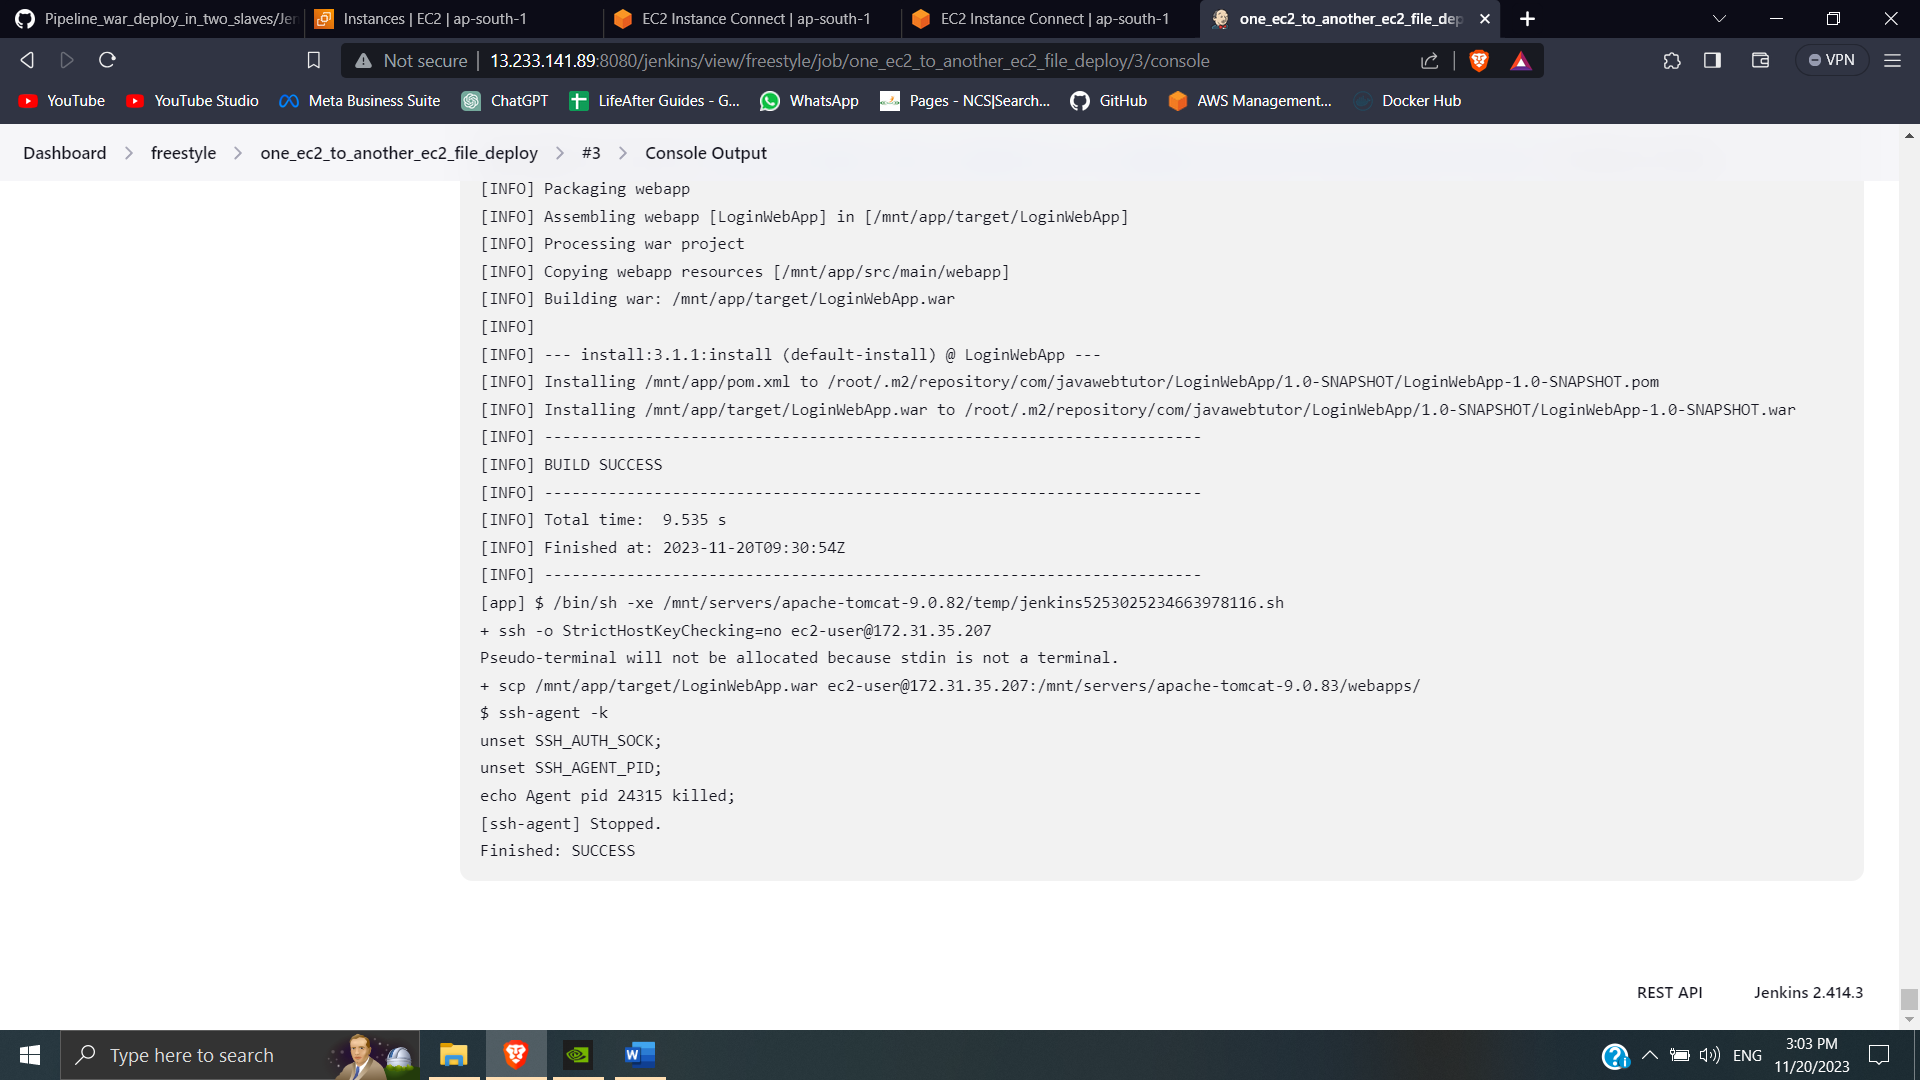 Pipeline_war_deploy_in_two_slaves/Jen
Instances | EC2 | ap-south-1
EC2 Instance Connect | ap-south-1
EC2 Instance Connect | ap-south-1
one_ec2_to_another_ec2_file_dep
Not secure
13.233.141.89:8080/jenkins/view/freestyle/job/one_ec2_to_another_ec2_file_deploy/3/console
VPN
YouTube
YouTube Studio
Meta Business Suite
ChatGPT
LifeAfter Guides - G...
WhatsApp
Pages - NCS|Search...
GitHub
AWS Management...
Docker Hub
Dashboard
freestyle
one_ec2_to_another_ec2_file_deploy
#3
Console Output
[INFO] Packaging webapp
[INFO] Assembling webapp [LoginWebApp] in [/mnt/app/target/LoginWebApp]
[INFO] Processing war project
[INFO] Copying webapp resources [/mnt/app/src/main/webapp]
[INFO] Building war: /mnt/app/target/LoginWebApp.war
[INFO]
[INFO] --- install:3.1.1:install (default-install) @ LoginWebApp ---
[INFO] Installing /mnt/app/pom.xml to /root/.m2/repository/com/javawebtutor/LoginWebApp/1.0-SNAPSHOT/LoginWebApp-1.0-SNAPSHOT.pom
[INFO] Installing /mnt/app/target/LoginWebApp.war to /root/.m2/repository/com/javawebtutor/LoginWebApp/1.0-SNAPSHOT/LoginWebApp-1.0-SNAPSHOT.war
[INFO] ------------------------------------------------------------------------
[INFO] BUILD SUCCESS
[INFO] ------------------------------------------------------------------------
[INFO] Total time:  9.535 s
[INFO] Finished at: 2023-11-20T09:30:54Z
[INFO] ------------------------------------------------------------------------
[app] $ /bin/sh -xe /mnt/servers/apache-tomcat-9.0.82/temp/jenkins5253025234663978116.sh
+ ssh -o StrictHostKeyChecking=no ec2-user@172.31.35.207
Pseudo-terminal will not be allocated because stdin is not a terminal.
+ scp /mnt/app/target/LoginWebApp.war ec2-user@172.31.35.207:/mnt/servers/apache-tomcat-9.0.83/webapps/
$ ssh-agent -k
unset SSH_AUTH_SOCK;
unset SSH_AGENT_PID;
echo Agent pid 24315 killed;
[ssh-agent] Stopped.
Finished: SUCCESS
REST API
Jenkins 2.414.3
Type here to search
ENG
3:03 PM
11/20/2023